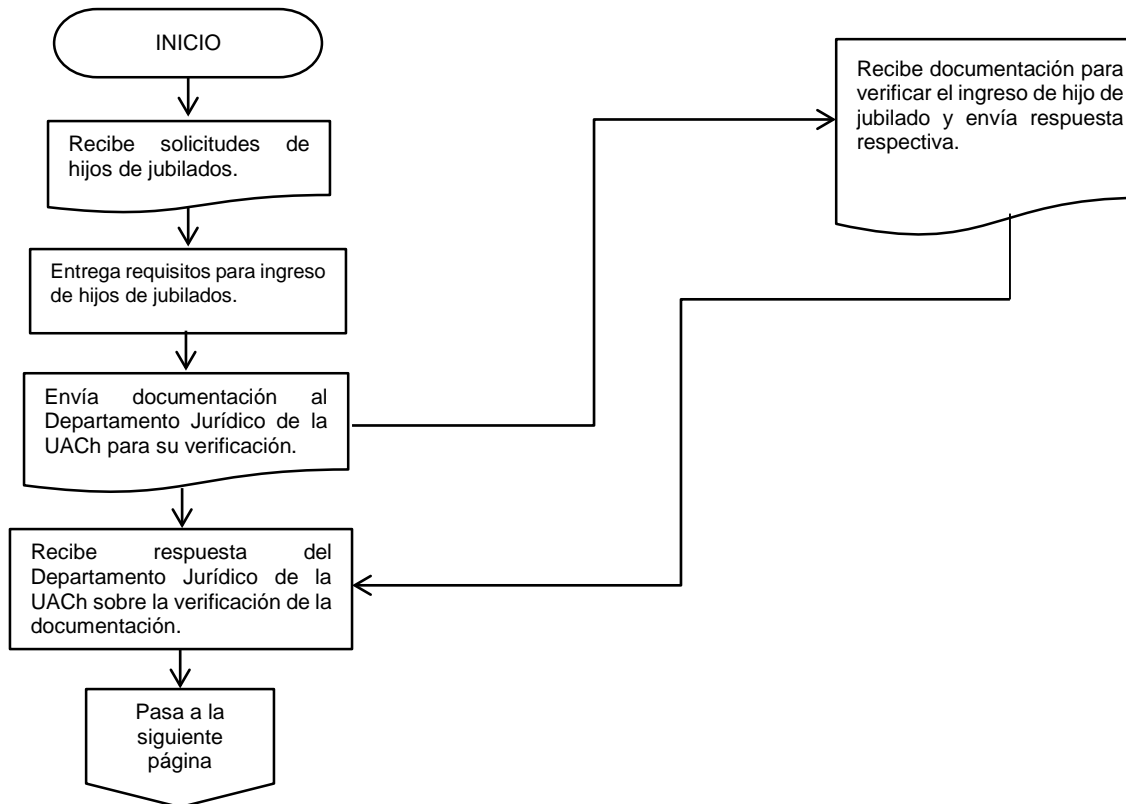 INICIO
Recibe solicitudes de
hijos de jubilados.
Entrega requisitos para ingreso
de hijos de jubilados.
Envía documentación al
Departamento Jurídico de la
UACh para su verificación.
Recibe documentación para
verificar el ingreso de hijo de
jubilado y envía respuesta
respectiva.
Recibe respuesta del
Departamento Jurídico de la
UACh sobre la verificación de la
documentación.
Pasa a la
siguiente
página